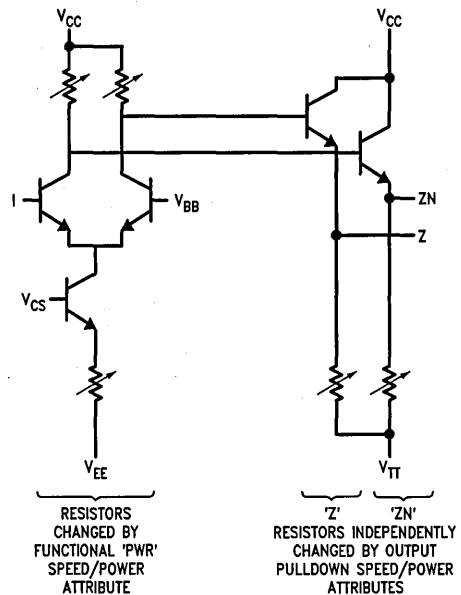 VCC
VCC
I
VBB
ZN
Z
VCS
VEE
VTT
RESISTORS
CHANGED BY
FUNCTIONAL 'PWR'
SPEED/POWER
ATTRIBUTE
'Z'
'ZN'
RESISTORS INDEPENDENTLY
CHANGED BY OUTPUT
PULLDOWN SPEED/POWER
ATTRIBUTES